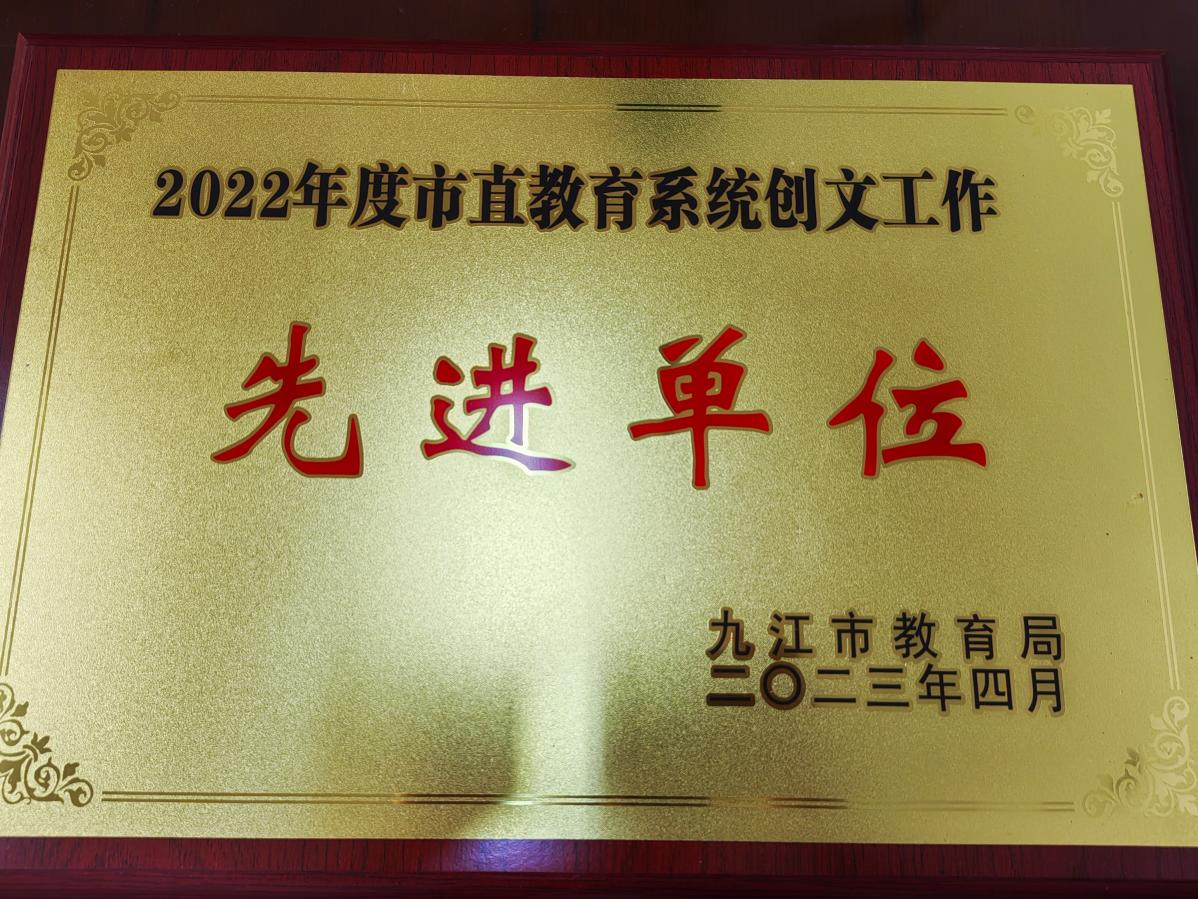 2022年度市直教育系统创文工作
先进单位
九江市教育局
二〇二三年四月